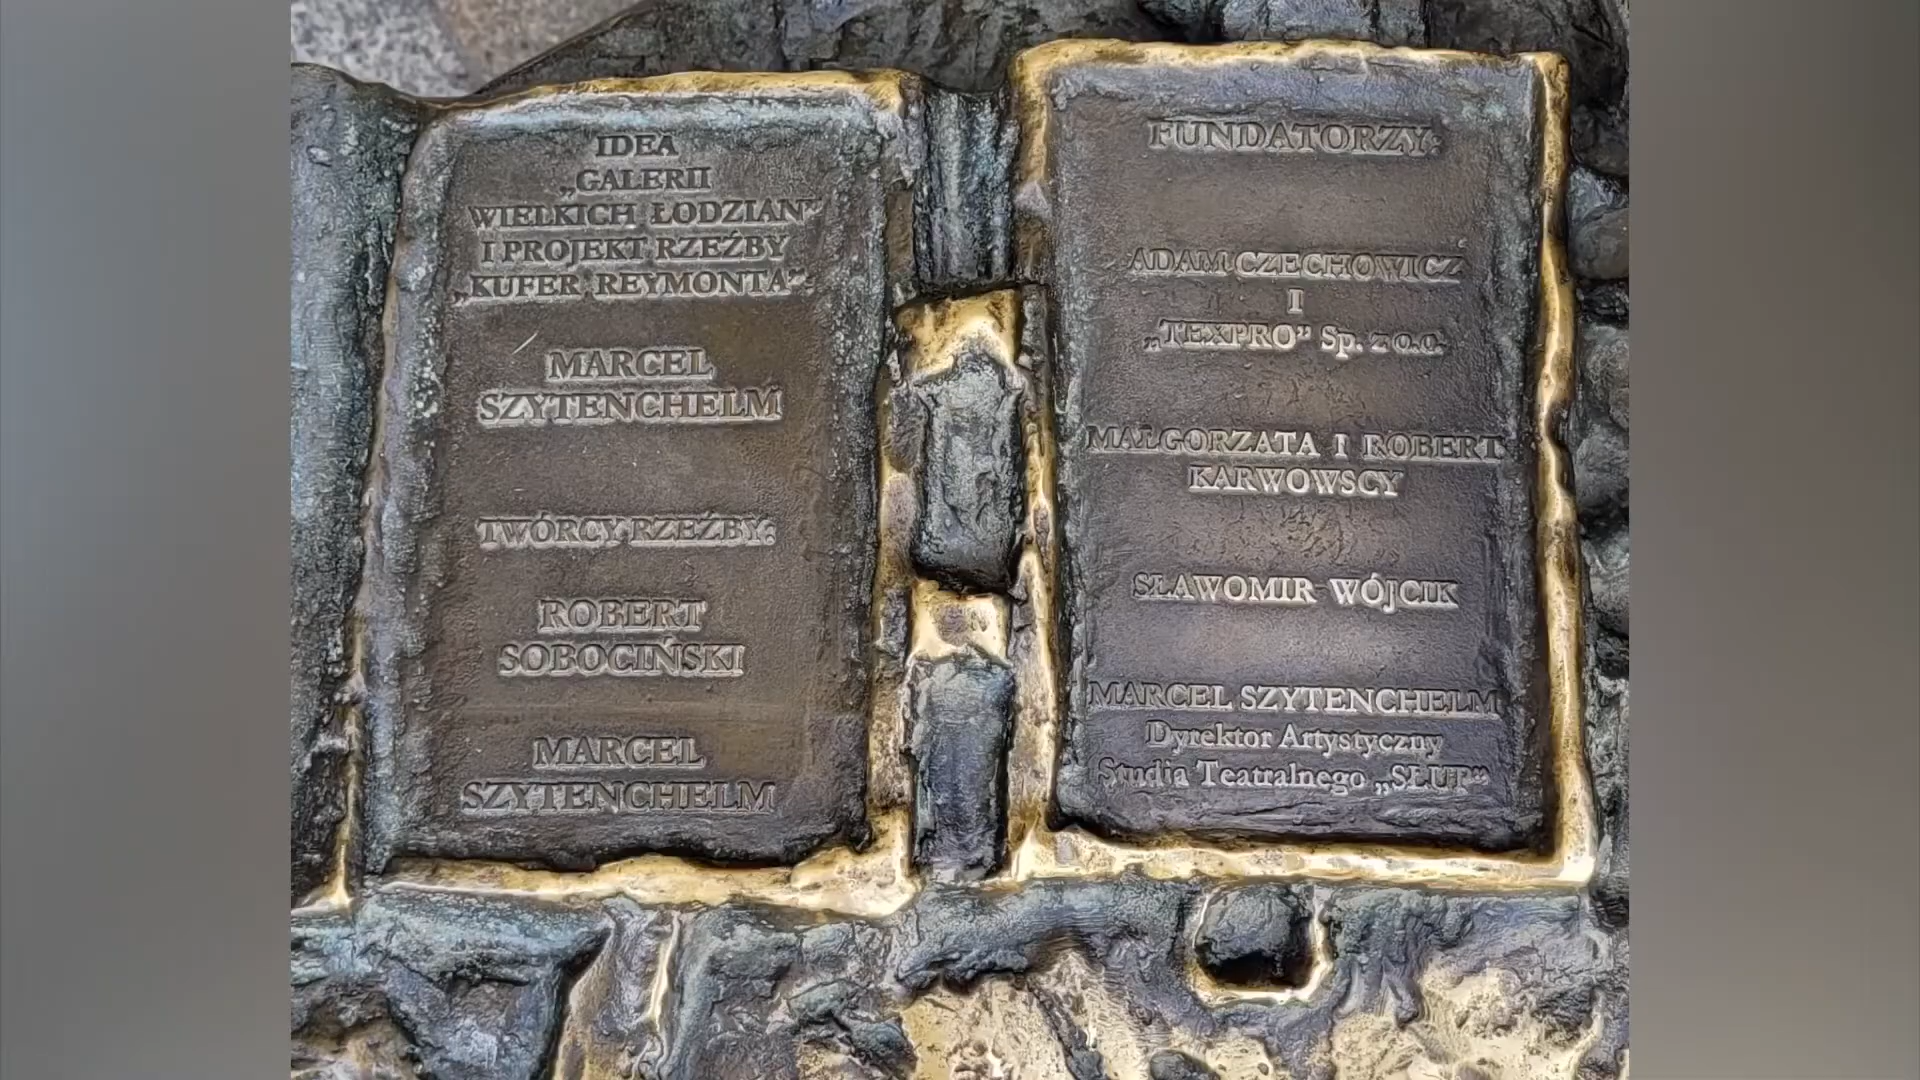 IDEA
„GALERII
WIELKICH ŁODZIAN”
I PROJEKT RZEŹBY
„KUFER REYMONTA”:
MARCEL
SZYTENCHELM
TWÓRCY RZEŹBY:
ROBERT
SOBOCIŃSKI
MARCEL
SZYTENCHELM
FUNDATORZY:
ADAM CZECHOWICZ
I
„TEXPRO” Sp. z o.o.
MAŁGORZATA I ROBERT
KARWOWSCY
SŁAWOMIR WÓJCIK
MARCEL SZYTENCHELM
Dyrektor Artystyczny
Studia Teatralnego „SŁUP”